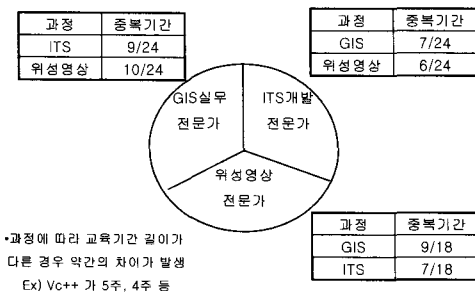 과정 중복기간
ITS 9/24
위성영상 10/24
과정 중복기간
GIS 7/24
위성영상 6/24
GIS실무
전문가
ITS개발
전문가
위성영상
전문가
•과정에 따라 교육기간 길이가
다른 경우 약간의 차이가 발생
Ex) Vc++ 가 5주, 4주 등
과정 중복기간
GIS 9/18
ITS 7/18